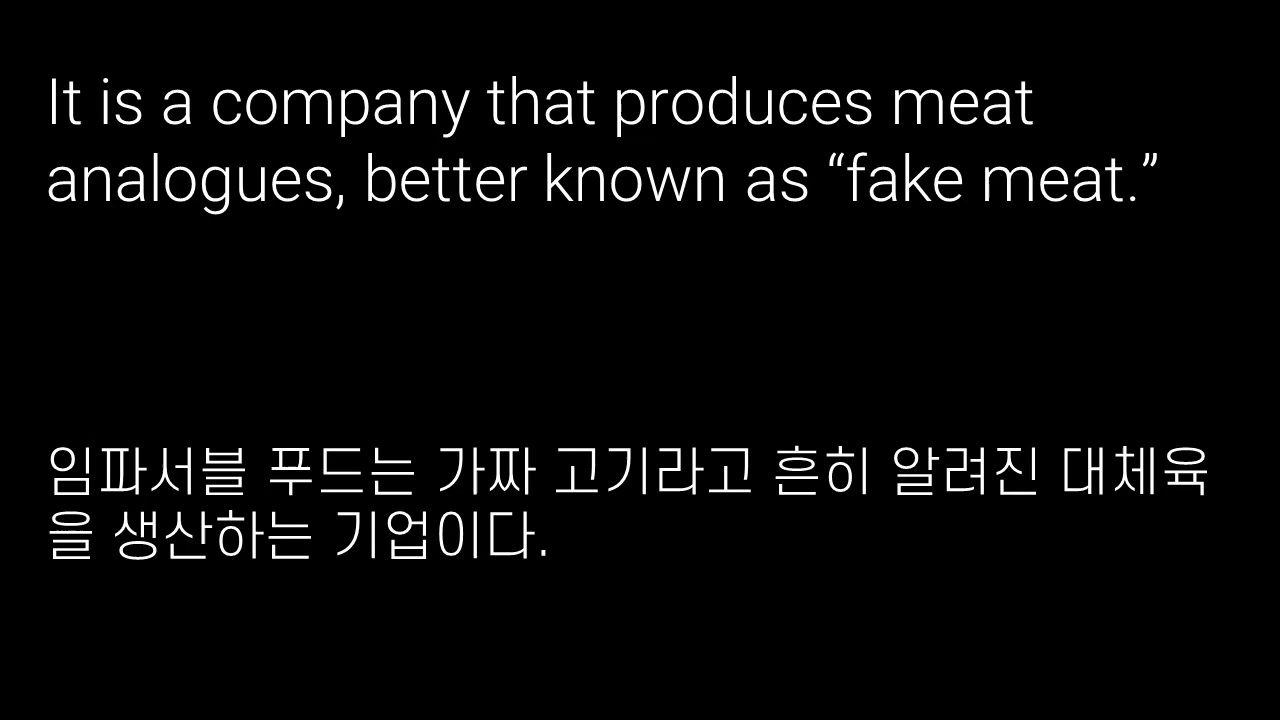 It is a company that produces meat
analogues, better known as “fake meat.”
임파서블 푸드는 가짜 고기라고 흔히 알려진 대체육
을 생산하는 기업이다.